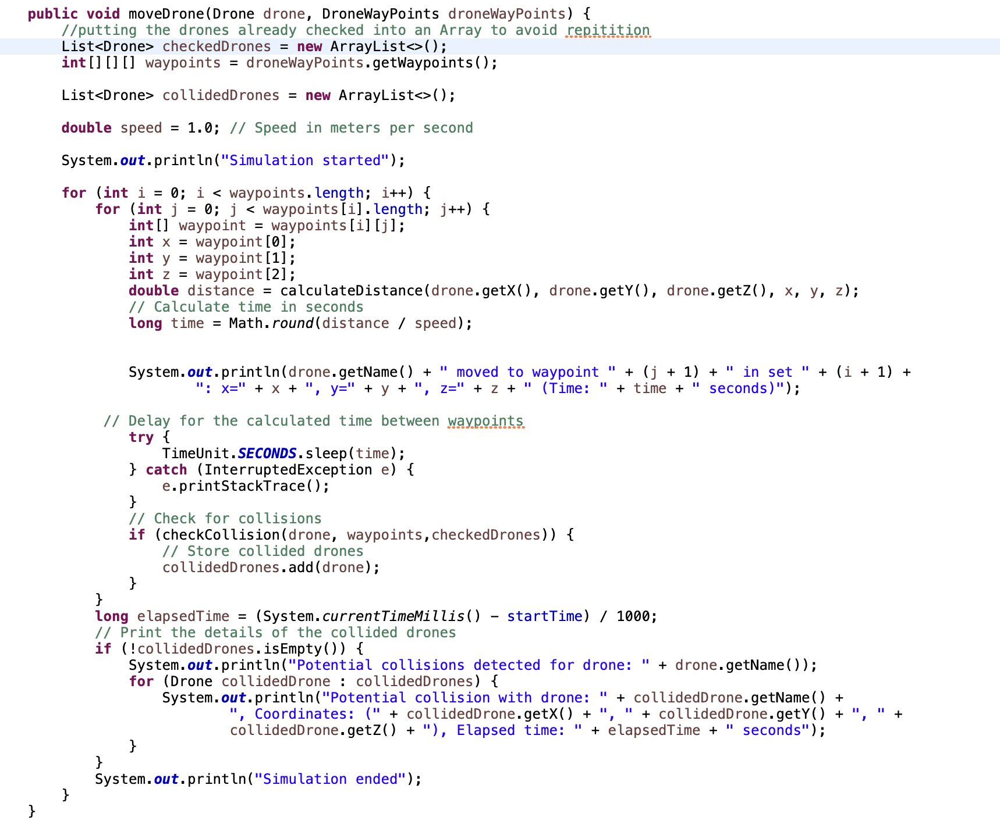 public void moveDrone(Drone drone, DroneWayPoints droneWayPoints) {
//putting the drones already checked into an Array to avoid repitition
List<Drone> checkedDrones = new ArrayList<>();
int[][][] waypoints = droneWayPoints.getWaypoints();
List<Drone> collidedDrones = new ArrayList<>();
double speed = 1.0; // Speed in meters per second
System.out.println("Simulation started");
for (int i = 0; i < waypoints.length; i++) {
for (int j = 0; j < waypoints[i].length; j++) {
int[] waypoint = waypoints[i][j];
int x = waypoint[0];
int y = waypoint[1];
int z = waypoint[2];
double distance = calculateDistance(drone.getX(), drone.getY(), drone.getZ(), x, y, z);
// Calculate time in seconds
long time = Math.round(distance / speed);
System.out.println(drone.getName() + " moved to waypoint " + (j + 1) + " in set " + (i + 1) +
": x=" + x + ", y=" + y + ", z=" + z + " (Time: " + time + " seconds)");
// Delay for the calculated time between waypoints
try {
TimeUnit.SECONDS.sleep(time);
} catch (InterruptedException e) {
e.printStackTrace();
}
// Check for collisions
if (checkCollision(drone, waypoints,checkedDrones)) {
// Store collided drones
collidedDrones.add(drone);
}
}
long elapsedTime = (System.currentTimeMillis() - startTime) / 1000;
// Print the details of the collided drones
if (!collidedDrones.isEmpty()) {
System.out.println("Potential collisions detected for drone: " + drone.getName());
for (Drone collidedDrone : collidedDrones) {
System.out.println("Potential collision with drone: " + collidedDrone.getName() +
", Coordinates: (" + collidedDrone.getX() + ", " + collidedDrone.getY() + ", " +
collidedDrone.getZ() + "), Elapsed time: " + elapsedTime + " seconds");
}
}
System.out.println("Simulation ended");
}
}